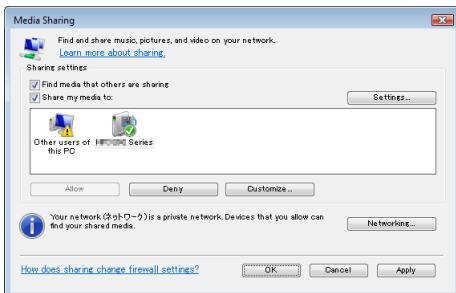 Media Sharing
Find and share music, pictures, and video on your network.
Learn more about sharing.
Sharing settings
Find media that others are sharing
Share my media to:
Settings...
Other users of
this PC
Series
Allow
Deny
Customize...
Your network (ネットワーク) is a private network. Devices that you allow can
find your shared media.
Networking...
How does sharing change firewall settings?
OK
Cancel
Apply